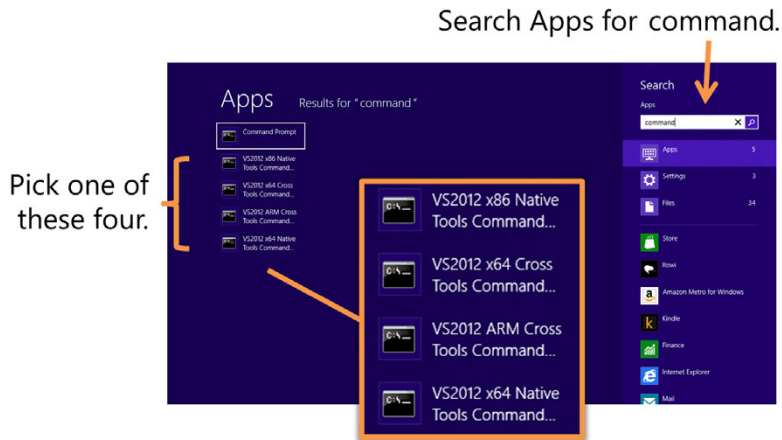 Search Apps for command.
Apps
Results for "command"
Command Prompt
VS2012 x86 Native
Tools Command...
VS2012 x64 Cross
Tools Command...
VS2012 ARM Cross
Tools Command...
VS2012 x64 Native
Tools Command...
Pick one of
these four.
VS2012 x86 Native
Tools Command...
VS2012 x64 Cross
Tools Command...
VS2012 ARM Cross
Tools Command...
VS2012 x64 Native
Tools Command...
Search
Apps
command
Apps 5
Settings 3
Files 34
Store
Rowi
Amazon Metro for Windows
Kindle
Finance
Internet Explorer
Mail